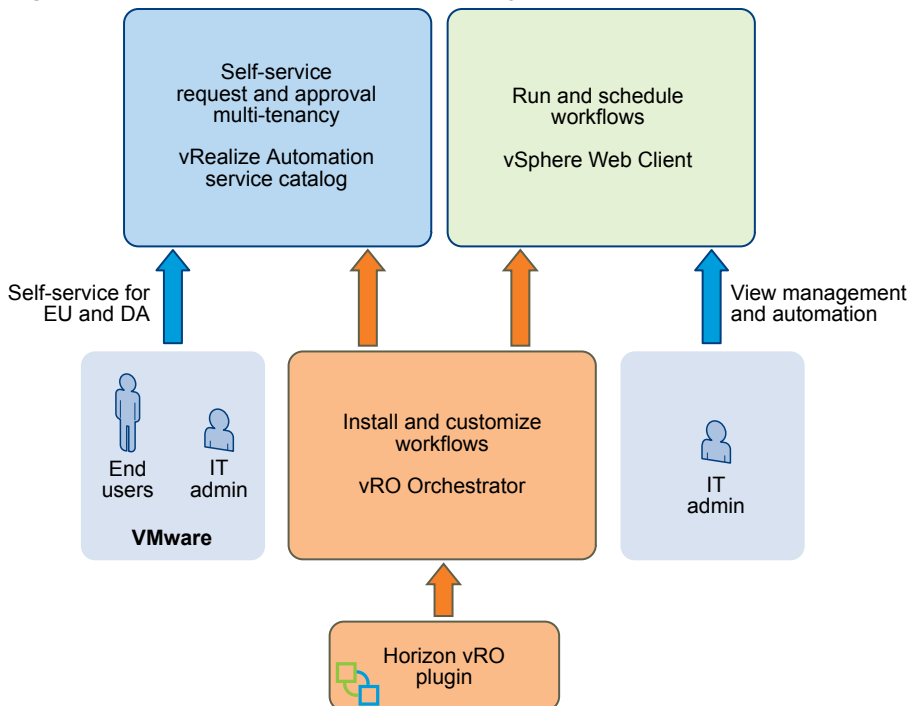 Self-service
request and approval
multi-tenancy
vRealize Automation
service catalog
Run and schedule
workflows
vSphere Web Client
Self-service for
EU and DA
View management
and automation
End
users
IT
admin
VMware
Install and customize
workflows
vRO Orchestrator
IT
admin
Horizon vRO
plugin